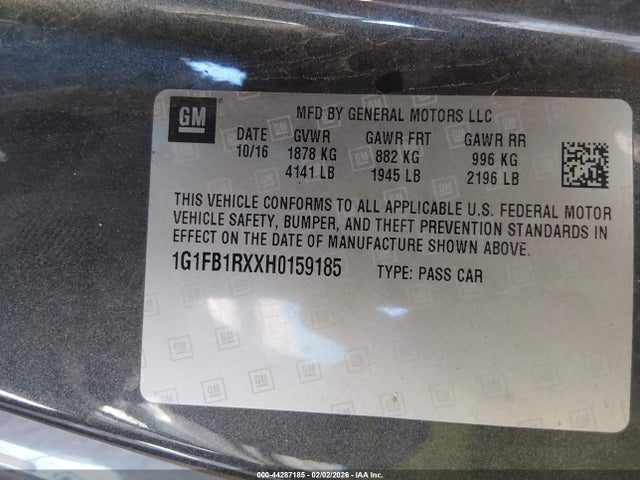 GM
MFD BY GENERAL MOTORS LLC
DATE GVWR GAWR FRT GAWR RR
10/16 1878 KG 882 KG 996 KG
4141 LB 1945 LB 2196 LB
THIS VEHICLE CONFORMS TO ALL APPLICABLE U.S. FEDERAL MOTOR
VEHICLE SAFETY, BUMPER, AND THEFT PREVENTION STANDARDS IN
EFFECT ON THE DATE OF MANUFACTURE SHOWN ABOVE.
1G1FB1RXXH0159185 TYPE: PASS CAR
000-44287185 - 02/02/2026 - IAA Inc.